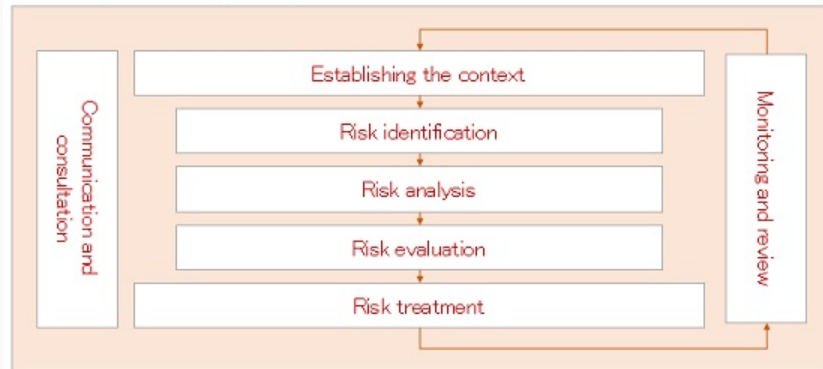 Communication and
consultation
Establishing the context
Risk identification
Risk analysis
Risk evaluation
Risk treatment
Monitoring and review